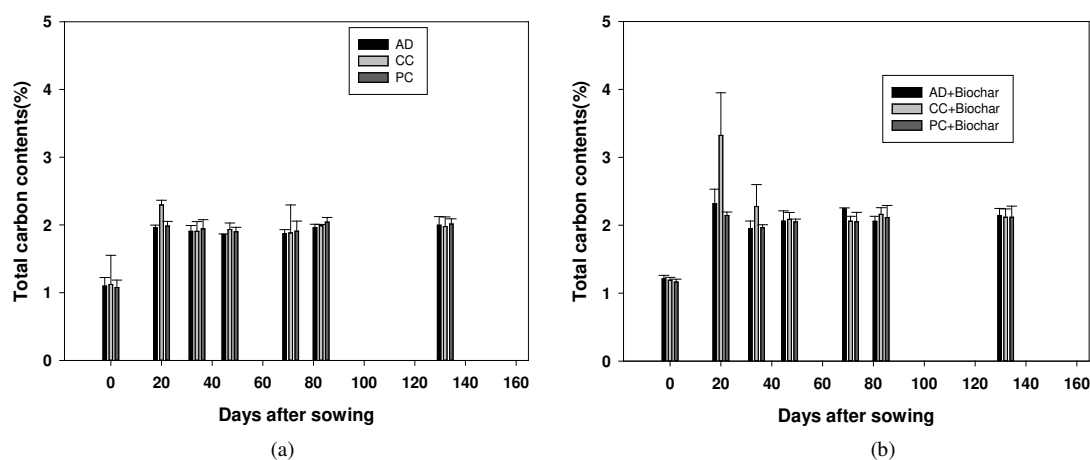 5
4
3
2
1
0
Total carbon contents(%)
AD
CC
PC
0 20 40 60 80 100 120 140 160
Days after sowing
(a)
5
4
3
2
1
0
Total carbon contents(%)
AD+Biochar
CC+Biochar
PC+Biochar
0 20 40 60 80 100 120 140 160
Days after sowing
(b)